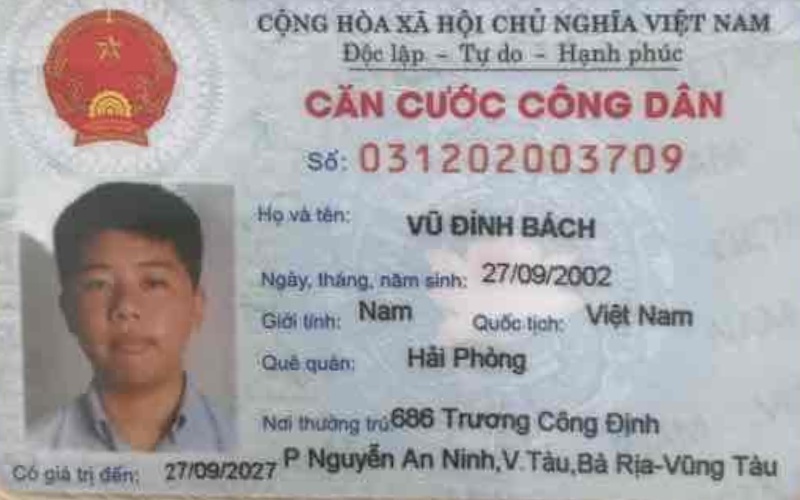 CỘNG HÒA XÃ HỘI CHỦ NGHĨA VIỆT NAM
Độc lập – Tự do – Hạnh phúc
CĂN CƯỚC CÔNG DÂN
Số: 031202003709
Họ và tên: VŨ ĐÌNH BÁCH
Ngày, tháng, năm sinh: 27/09/2002
Giới tính: Nam Quốc tịch: Việt Nam
Quê quán: Hải Phòng
Nơi thường trú: 686 Trương Công Định
P Nguyễn An Ninh,V.Tàu,Bà Rịa-Vũng Tàu
Có giá trị đến: 27/09/2027